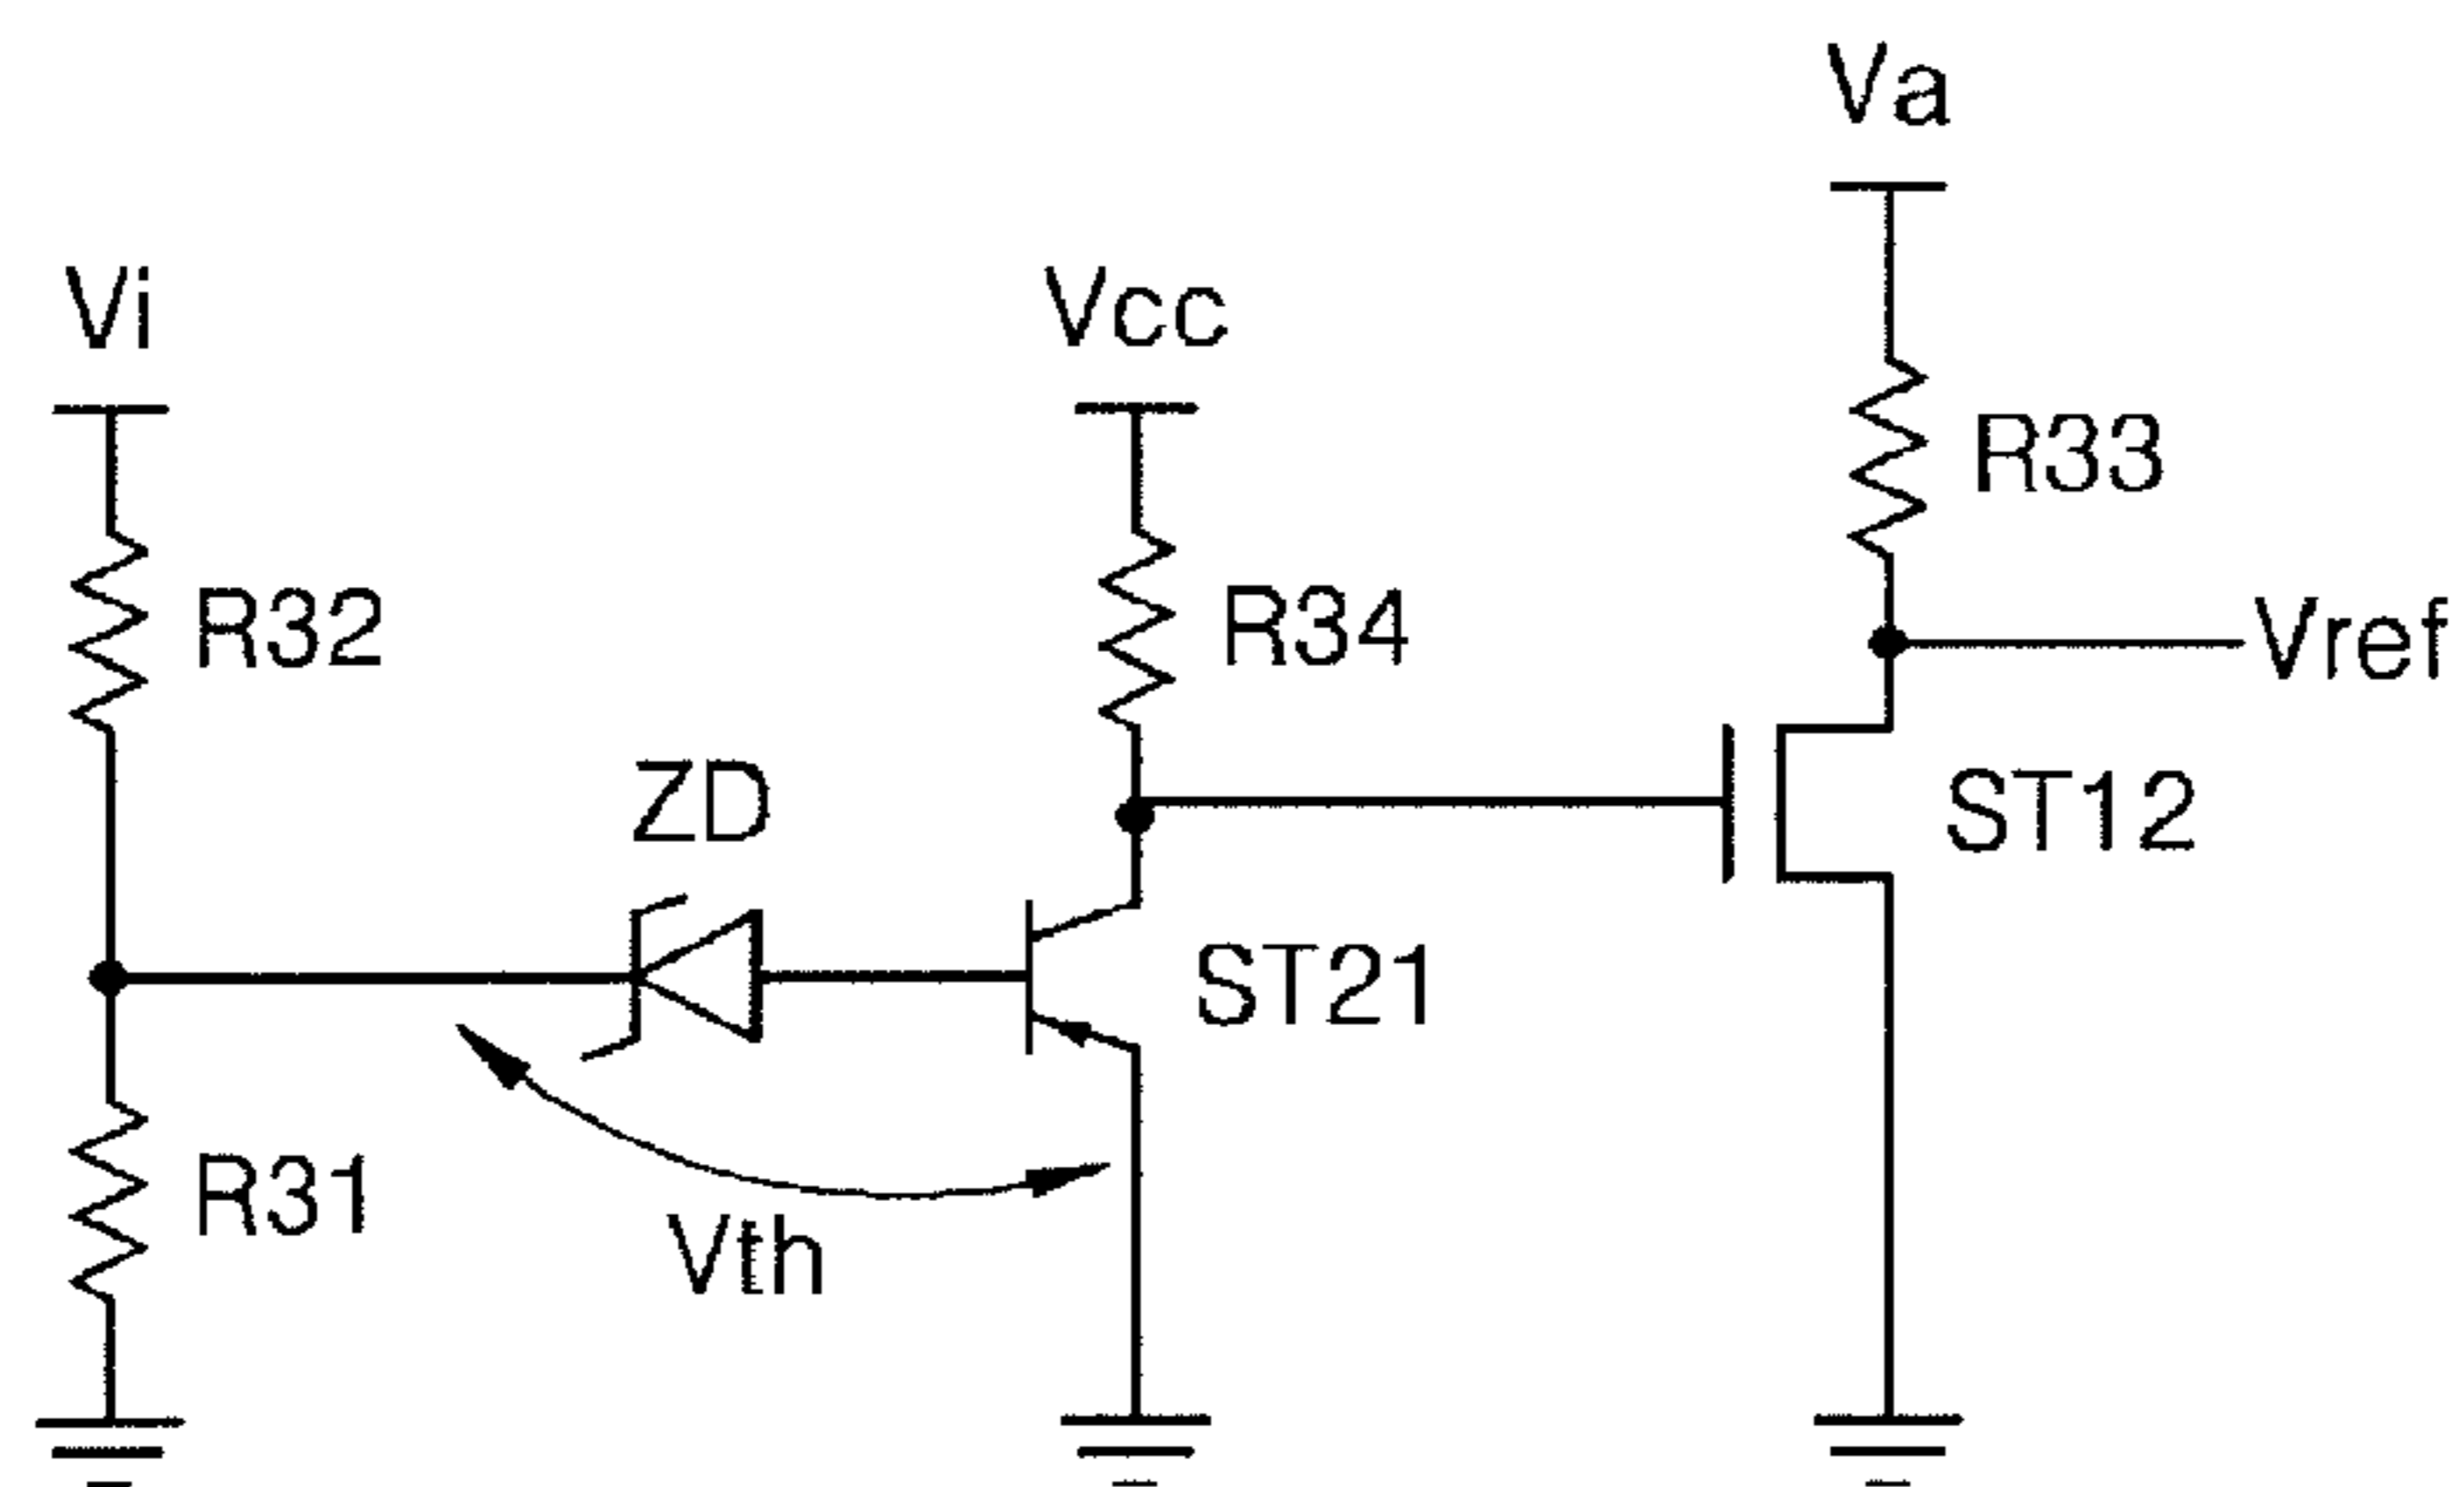 Va
Vi
Vcc
R33
R32
R34
Vref
ZD
ST12
ST21
R31
Vth